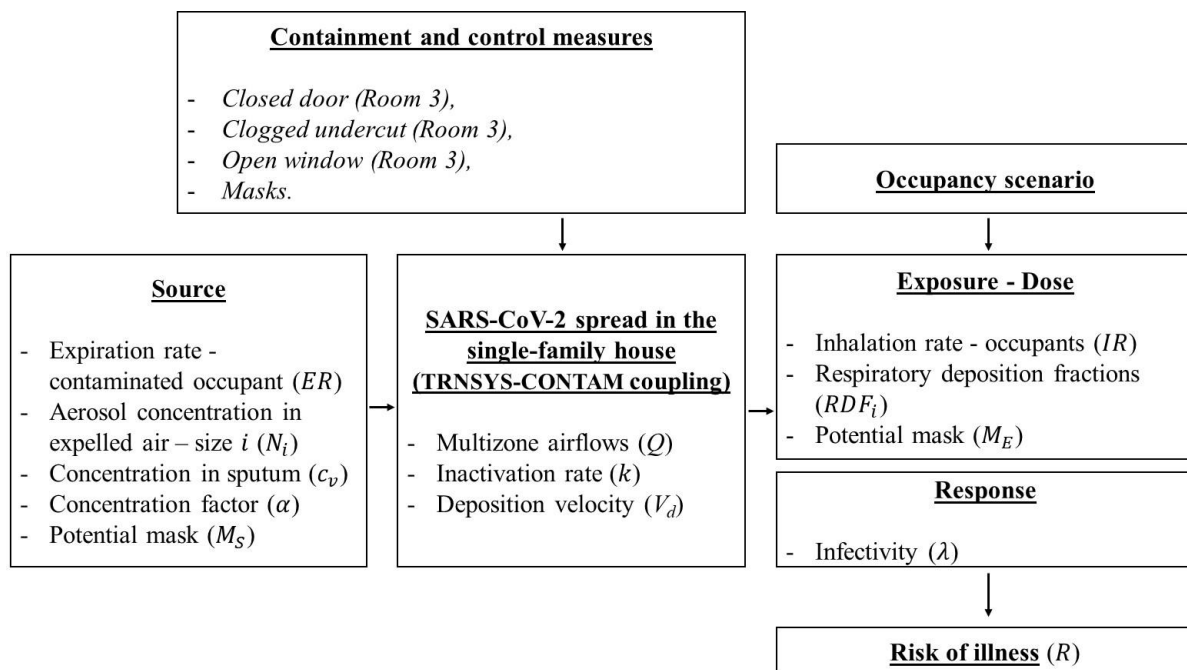 Containment and control measures
- Closed door (Room 3),
- Clogged undercut (Room 3),
- Open window (Room 3),
- Masks.
Occupancy scenario
Source
- Expiration rate -
contaminated occupant (ER)
- Aerosol concentration in
expelled air – size i (N_i)
- Concentration in sputum (c_v)
- Concentration factor (α)
- Potential mask (M_S)
SARS-CoV-2 spread in the
single-family house
(TRNSYS-CONTAM coupling)
- Multizone airflows (Q)
- Inactivation rate (k)
- Deposition velocity (V_d)
Exposure - Dose
- Inhalation rate - occupants (IR)
- Respiratory deposition fractions
(RDF_i)
- Potential mask (M_E)
Response
- Infectivity (λ)
Risk of illness (R)